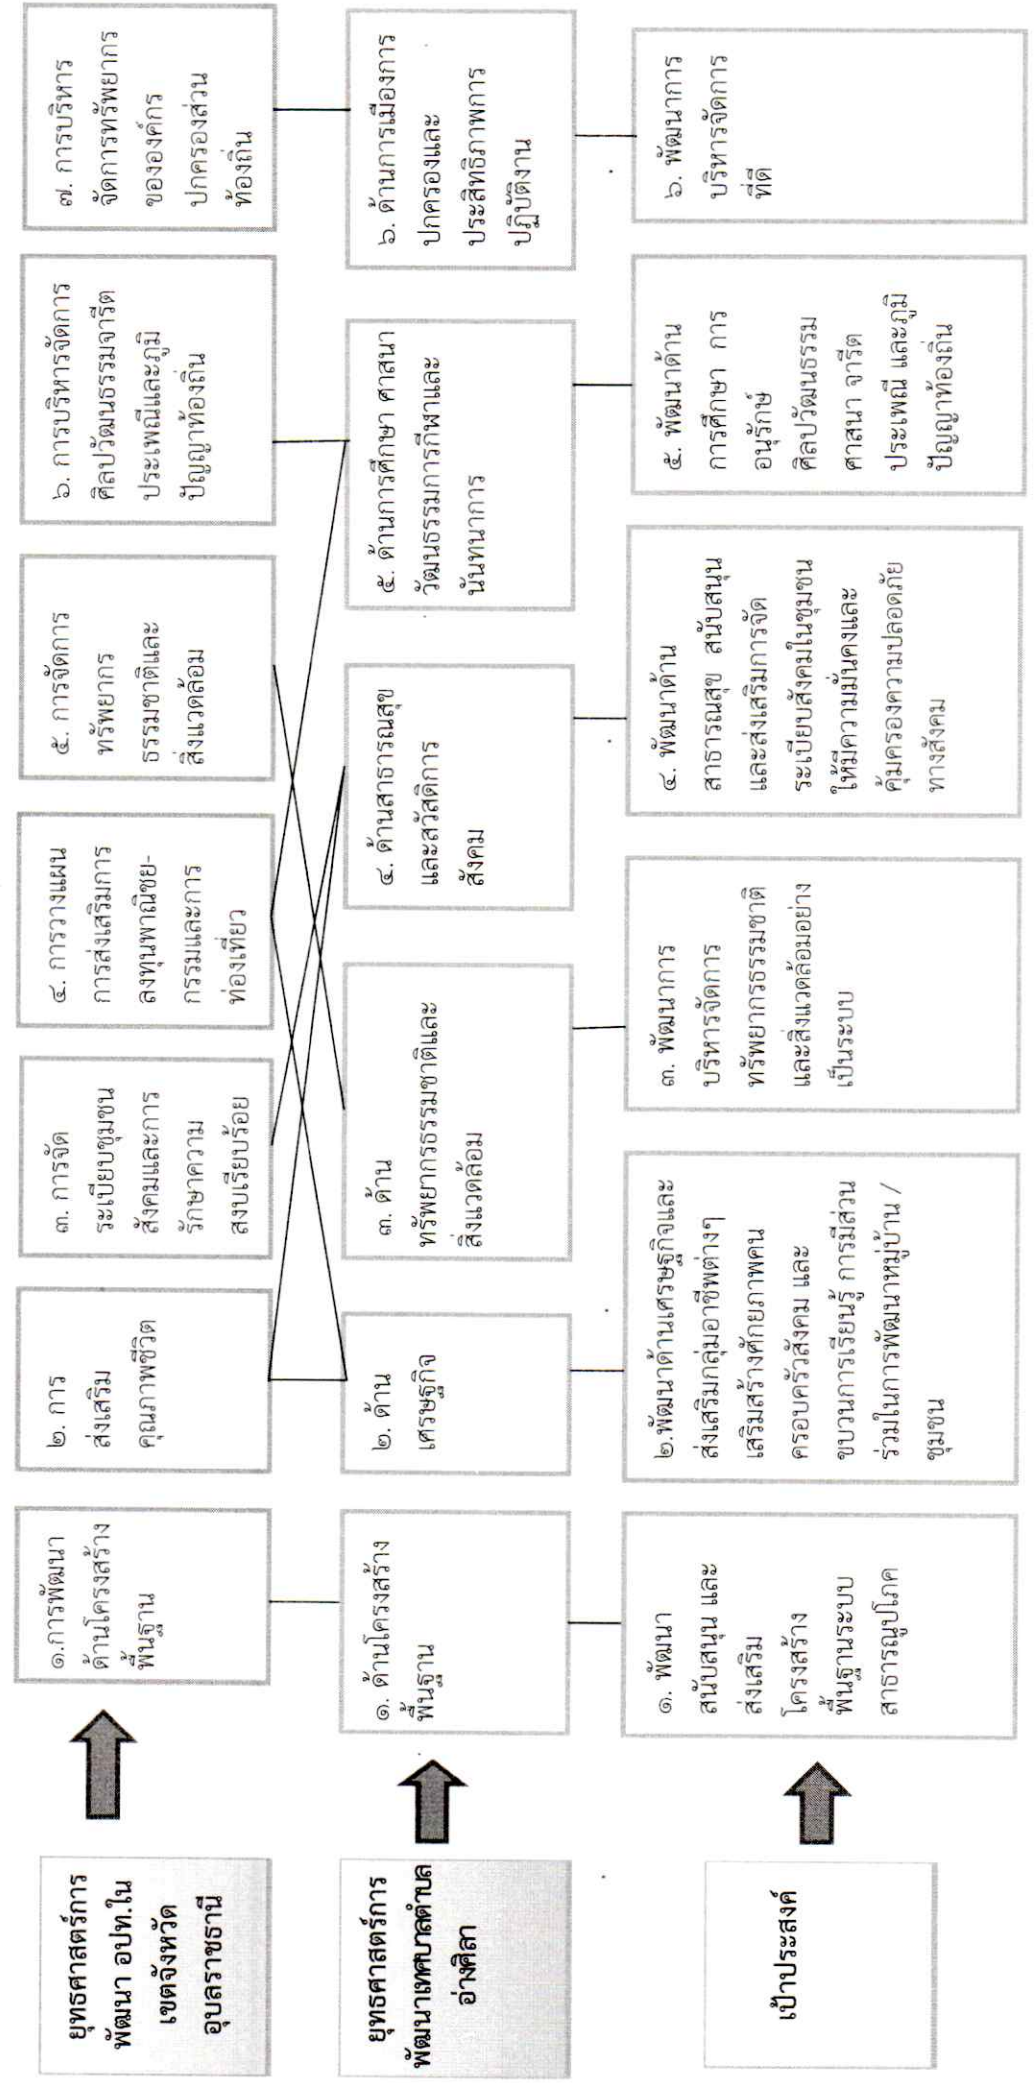 ยุทธศาสตร์การ
พัฒนา อปท.ใน
เขตจังหวัด
อุบลราชธานี
๑.การพัฒนา
ด้านโครงสร้าง
พื้นฐาน
๒. การ
ส่งเสริม
คุณภาพชีวิต
๓. การจัด
ระเบียบชุมชน
สังคมและการ
รักษาความ
สงบเรียบร้อย
๔. การวางแผน
การส่งเสริมการ
ลงทุนพาณิชย-
กรรมและการ
ท่องเที่ยว
๕. การจัดการ
ทรัพยากร
ธรรมชาติและ
สิ่งแวดล้อม
๖. การบริหารจัดการ
ศิลปวัฒนธรรมจารีต
ประเพณีและภูมิ
ปัญญาท้องถิ่น
๗. การบริหาร
จัดการทรัพยากร
ขององค์กร
ปกครองส่วน
ท้องถิ่น
ยุทธศาสตร์การ
พัฒนาเทศบาลตำบล
อ่างศิลา
๑. ด้านโครงสร้าง
พื้นฐาน
๒. ด้าน
เศรษฐกิจ
๓. ด้าน
ทรัพยากรธรรมชาติและ
สิ่งแวดล้อม
๔. ด้านสาธารณสุข
และสวัสดิการ
สังคม
๕. ด้านการศึกษา ศาสนา
วัฒนธรรมการกีฬาและ
นันทนาการ
๖. ด้านการเมืองการ
ปกครองและ
ประสิทธิภาพการ
ปฏิบัติงาน
เป้าประสงค์
๑. พัฒนา
สนับสนุน และ
ส่งเสริม
โครงสร้าง
พื้นฐานระบบ
สาธารณูปโภค
๒.พัฒนาด้านเศรษฐกิจและ
ส่งเสริมกลุ่มอาชีพต่างๆ
เสริมสร้างศักยภาพคน
ครอบครัวสังคม และ
ขบวนการเรียนรู้ การมีส่วน
ร่วมในการพัฒนาหมู่บ้าน /
ชุมชน
๓. พัฒนาการ
บริหารจัดการ
ทรัพยากรธรรมชาติ
และสิ่งแวดล้อมอย่าง
เป็นระบบ
๔. พัฒนาด้าน
สาธารณสุข สนับสนุน
และส่งเสริมการจัด
ระเบียบสังคมในชุมชน
ให้มีความมั่นคงและ
คุ้มครองความปลอดภัย
ทางสังคม
๕. พัฒนาด้าน
การศึกษา การ
อนุรักษ์
ศิลปวัฒนธรรม
ศาสนา จารีต
ประเพณี และภูมิ
ปัญญาท้องถิ่น
๖. พัฒนาการ
บริหารจัดการ
ที่ดี